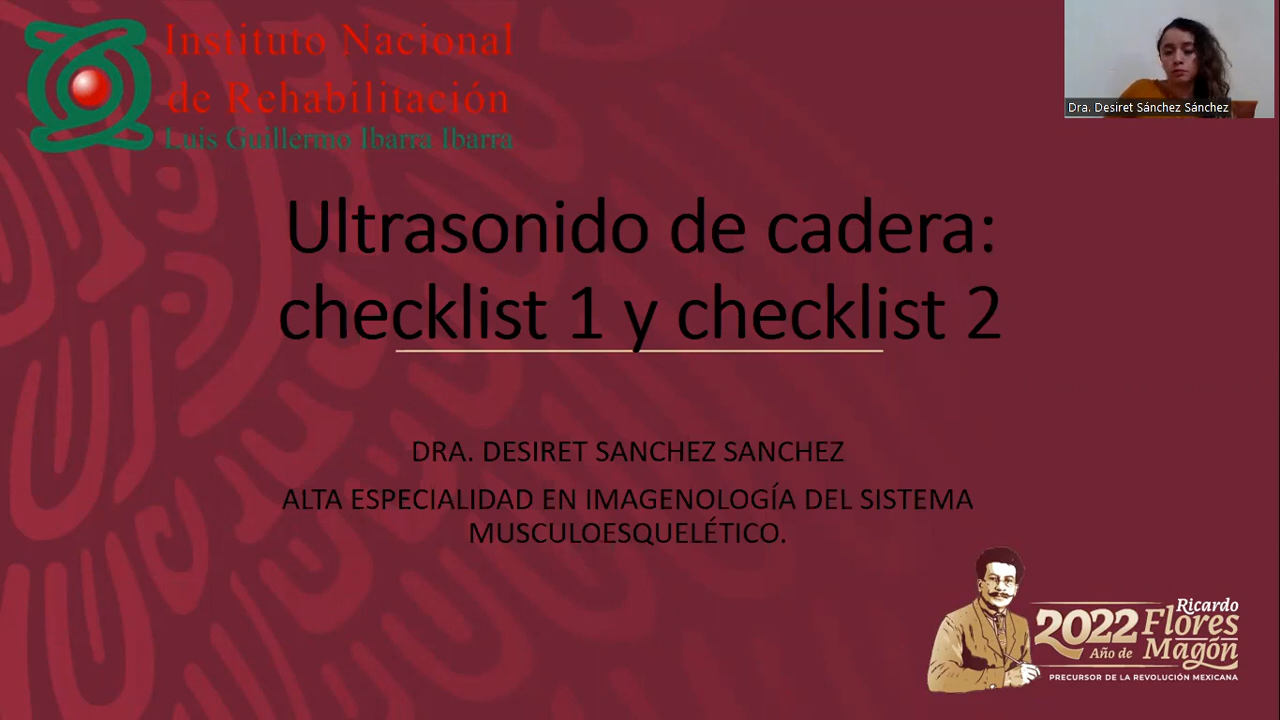 Instituto Nacional
de Rehabilitación
Luis Guillermo Ibarra Ibarra
Dra. Desiret Sánchez Sánchez
Ultrasonido de cadera:
checklist 1 y checklist 2
DRA. DESIRET SANCHEZ SANCHEZ
ALTA ESPECIALIDAD EN IMAGENOLOGÍA DEL SISTEMA
MUSCULOESQUELÉTICO.
2022
Año de
Ricardo
Flores
Magón
PRECURSOR DE LA REVOLUCIÓN MEXICANA